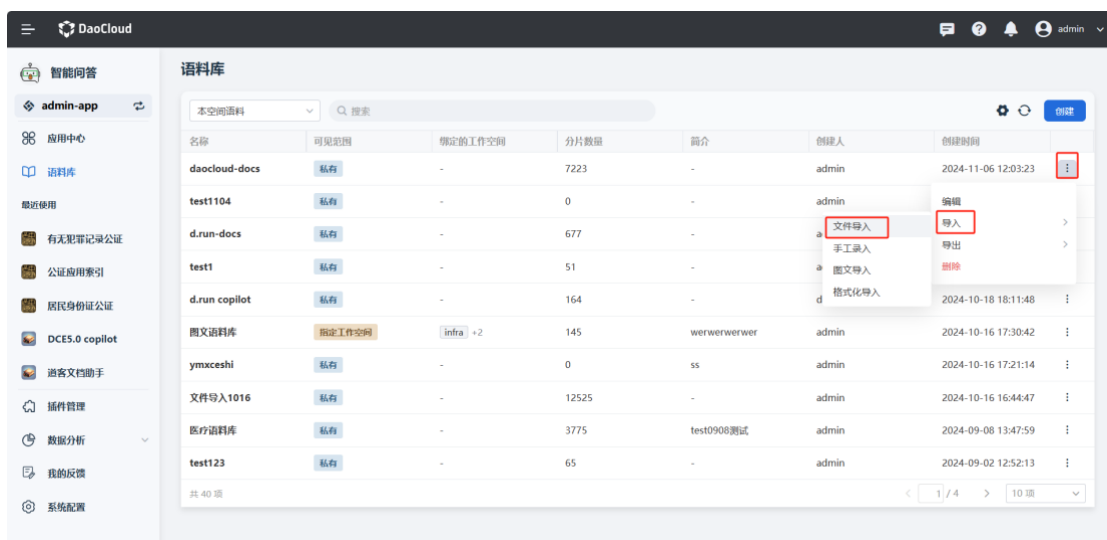 DaoCloud
admin
智能问答
admin-app
应用中心
语料库
最近使用
有无犯罪记录公证
公证应用索引
居民身份证公证
DCE5.0 copilot
道客文档助手
插件管理
数据分析
我的反馈
系统配置
语料库
本空间语料 搜索 创建
名称 可见范围 绑定的工作空间 分片数量 简介 创建人 创建时间
daocloud-docs 私有 - 7223 - admin 2024-11-06 12:03:23
test1104 私有 - 0 - admin
d.run-docs 私有 - 677 - a
test1 私有 - 51 - a
d.run copilot 私有 - 164 - d 2024-10-18 18:11:48
图文语料库 指定工作空间 infra +2 145 werwerwerwer admin 2024-10-16 17:30:42
ymxceshi 私有 - 0 ss admin 2024-10-16 17:21:14
文件导入1016 私有 - 12525 - admin 2024-10-16 16:44:47
医疗语料库 私有 - 3775 test0908测试 admin 2024-09-08 13:47:59
test123 私有 - 65 - admin 2024-09-02 12:52:13
编辑
导入
导出
删除
文件导入
手工录入
图文导入
格式化导入
共 40 项 1 / 4 10 项